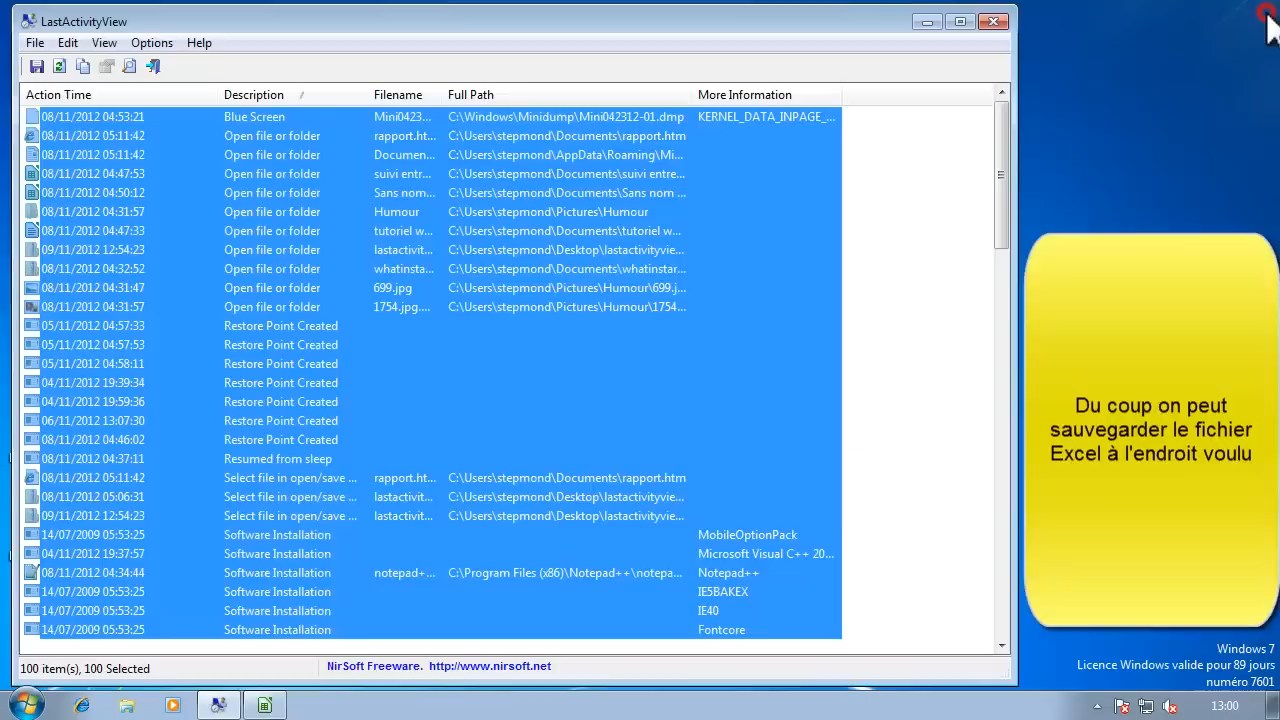 LastActivityView
File Edit View Options Help
Action Time Description Filename Full Path More Information
08/11/2012 04:53:21 Blue Screen Mini0423... C:\Windows\Minidump\Mini042312-01.dmp KERNEL_DATA_INPAGE_...
08/11/2012 05:11:42 Open file or folder rapport.ht... C:\Users\stepmond\Documents\rapport.htm
08/11/2012 05:11:42 Open file or folder Documen... C:\Users\stepmond\AppData\Roaming\Mi...
08/11/2012 04:47:53 Open file or folder suivi entr... C:\Users\stepmond\Documents\suivi entre...
08/11/2012 04:50:12 Open file or folder Sans nom... C:\Users\stepmond\Documents\Sans nom ...
08/11/2012 04:31:57 Open file or folder Humour C:\Users\stepmond\Pictures\Humour
08/11/2012 04:47:33 Open file or folder tutoriel w... C:\Users\stepmond\Documents\tutoriel w...
09/11/2012 12:54:23 Open file or folder lastactivit... C:\Users\stepmond\Desktop\lastactivityvie...
08/11/2012 04:32:52 Open file or folder whatinsta... C:\Users\stepmond\Documents\whatinstar...
08/11/2012 04:31:47 Open file or folder 699.jpg C:\Users\stepmond\Pictures\Humour\699.j...
08/11/2012 04:31:57 Open file or folder 1754.jpg.... C:\Users\stepmond\Pictures\Humour\1754...
05/11/2012 04:57:33 Restore Point Created
05/11/2012 04:57:53 Restore Point Created
05/11/2012 04:58:11 Restore Point Created
04/11/2012 19:39:34 Restore Point Created
04/11/2012 19:59:36 Restore Point Created
06/11/2012 13:07:30 Restore Point Created
08/11/2012 04:46:02 Restore Point Created
08/11/2012 04:37:11 Resumed from sleep
08/11/2012 05:11:42 Select file in open/save ... rapport.ht... C:\Users\stepmond\Documents\rapport.htm
08/11/2012 05:06:31 Select file in open/save ... lastactivit... C:\Users\stepmond\Desktop\lastactivityvie...
09/11/2012 12:54:23 Select file in open/save ... lastactivit... C:\Users\stepmond\Desktop\lastactivityvie...
14/07/2009 05:53:25 Software Installation MobileOptionPack
04/11/2012 19:37:57 Software Installation Microsoft Visual C++ 20...
08/11/2012 04:34:44 Software Installation notepad+... C:\Program Files (x86)\Notepad++\notepa... Notepad++
14/07/2009 05:53:25 Software Installation IE5BAKEX
14/07/2009 05:53:25 Software Installation IE40
14/07/2009 05:53:25 Software Installation Fontcore
100 item(s), 100 Selected NirSoft Freeware. http://www.nirsoft.net
Du coup on peut
sauvegarder le fichier
Excel à l'endroit voulu
Windows 7
Licence Windows valide pour 89 jours
numéro 7601
13:00